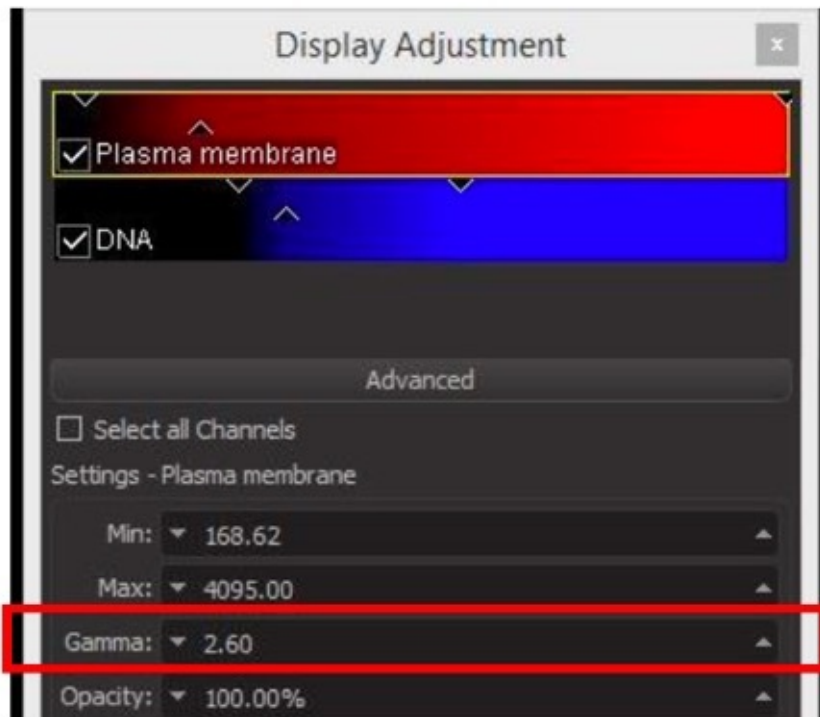 Display Adjustment
Plasma membrane
DNA
Advanced
Select all Channels
Settings - Plasma membrane
Min: 168.62
Max: 4095.00
Gamma: 2.60
Opacity: 100.00%